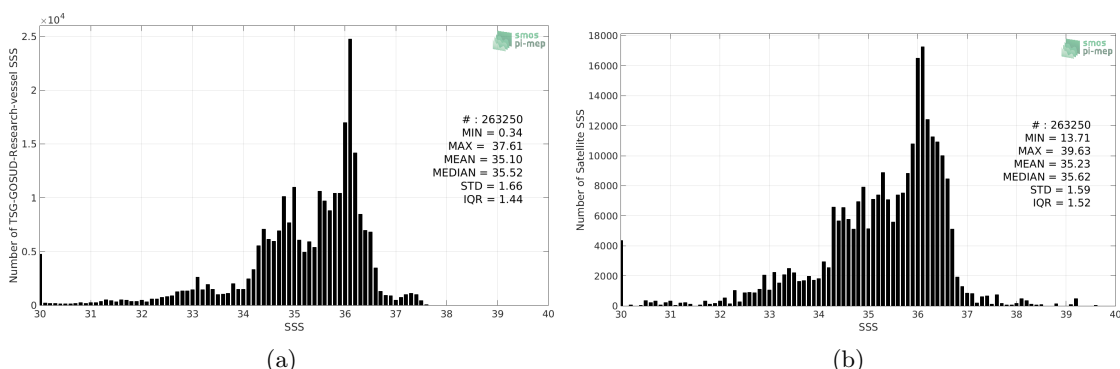 ×10⁴
2.5
2
1.5
1
0.5
0
Number of TSG-GOSUD-Research-vessel SSS
30 31 32 33 34 35 36 37 38 39 40
SSS
smos
pi-mep
# : 263250
MIN = 0.34
MAX = 37.61
MEAN = 35.10
MEDIAN = 35.52
STD = 1.66
IQR = 1.44
(a)
18000
16000
14000
12000
10000
8000
6000
4000
2000
0
Number of Satellite SSS
30 31 32 33 34 35 36 37 38 39 40
SSS
smos
pi-mep
# : 263250
MIN = 13.71
MAX = 39.63
MEAN = 35.23
MEDIAN = 35.62
STD = 1.59
IQR = 1.52
(b)